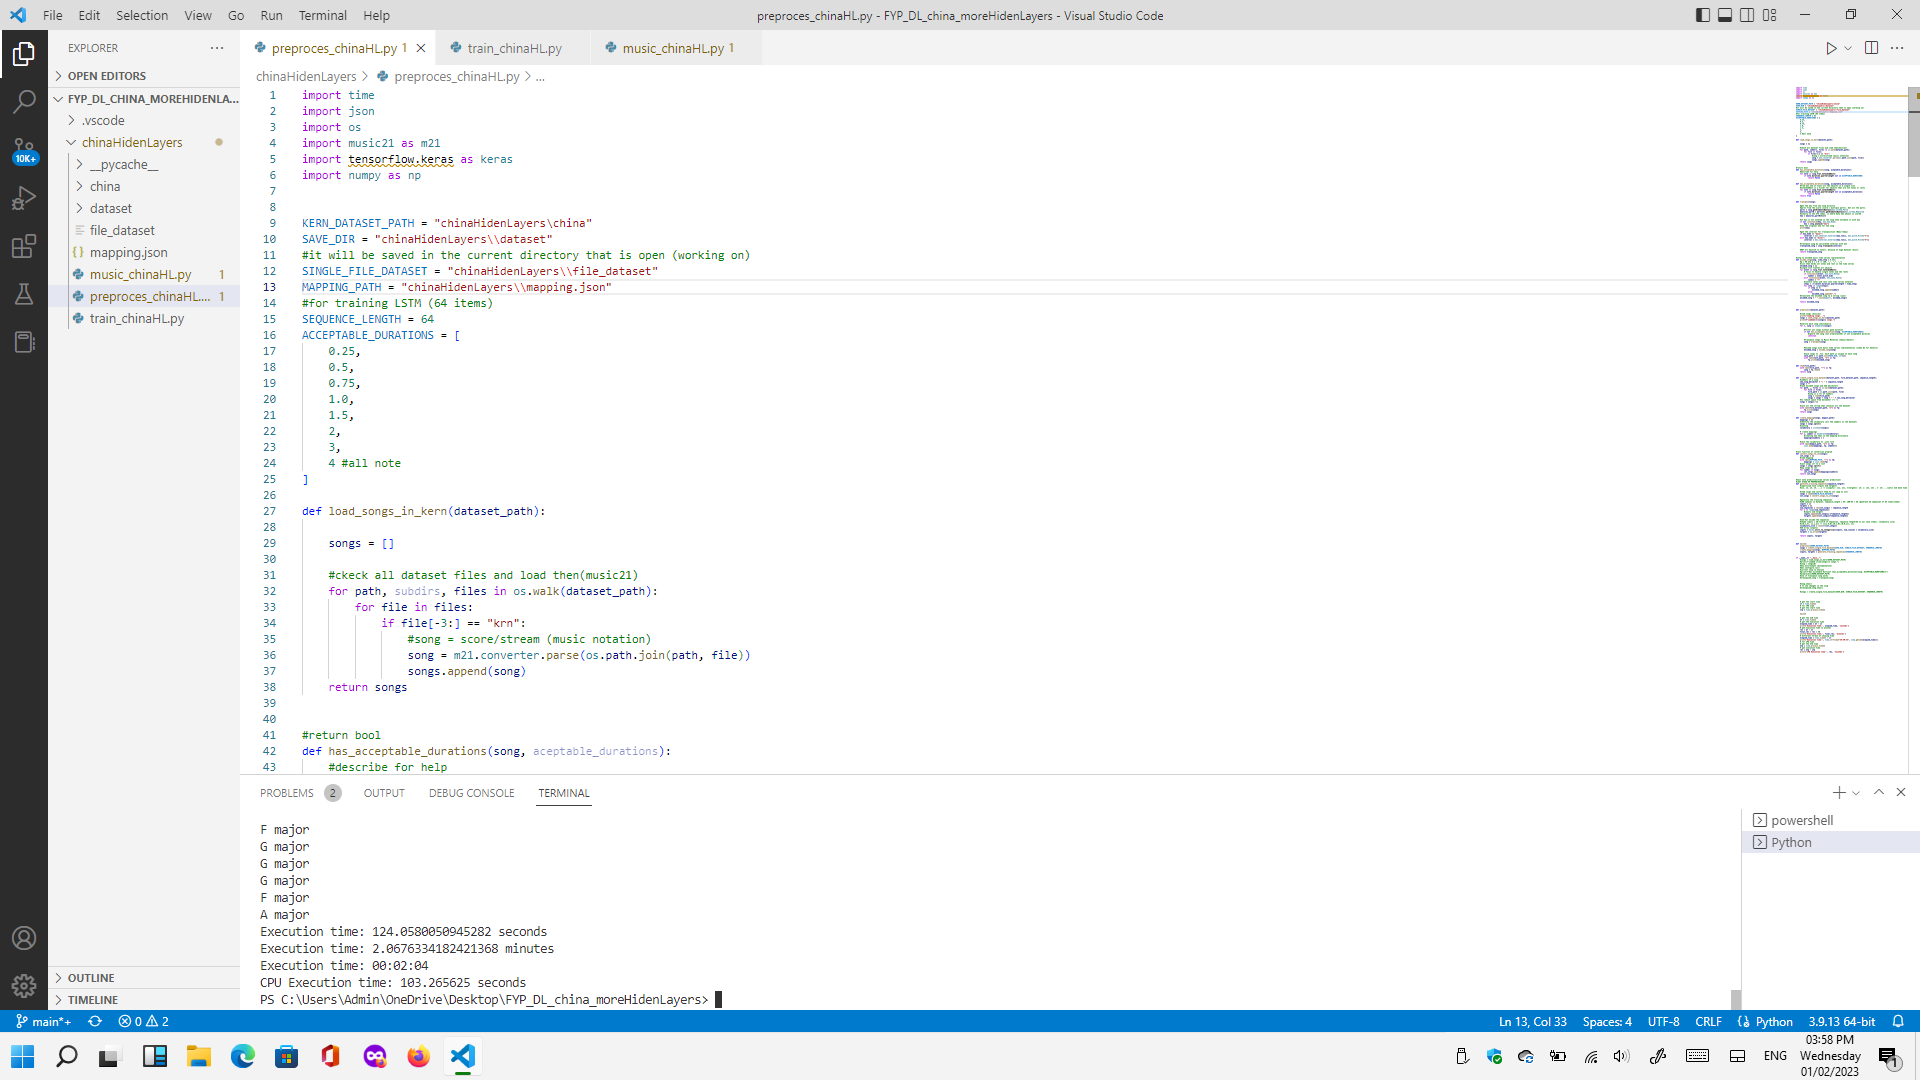 File Edit Selection View Go Run Terminal Help
preproces_chinaHL.py - FYP_DL_china_moreHidenLayers - Visual Studio Code
EXPLORER
OPEN EDITORS
FYP_DL_CHINA_MOREHIDENLA...
.vscode
chinaHidenLayers
__pycache__
china
dataset
file_dataset
mapping.json
music_chinaHL.py 1
preproces_chinaHL.... 1
train_chinaHL.py
OUTLINE
TIMELINE
10K+
preproces_chinaHL.py 1
train_chinaHL.py
music_chinaHL.py 1
chinaHidenLayers > preproces_chinaHL.py > ...
1 import time
2 import json
3 import os
4 import music21 as m21
5 import tensorflow.keras as keras
6 import numpy as np
7
8
9 KERN_DATASET_PATH = "chinaHidenLayers\china"
10 SAVE_DIR = "chinaHidenLayers\\dataset"
11 #it will be saved in the current directory that is open (working on)
12 SINGLE_FILE_DATASET = "chinaHidenLayers\\file_dataset"
13 MAPPING_PATH = "chinaHidenLayers\\mapping.json"
14 #for training LSTM (64 items)
15 SEQUENCE_LENGTH = 64
16 ACCEPTABLE_DURATIONS = [
17 0.25,
18 0.5,
19 0.75,
20 1.0,
21 1.5,
22 2,
23 3,
24 4 #all note
25 ]
26
27 def load_songs_in_kern(dataset_path):
28
29 songs = []
30
31 #ckeck all dataset files and load then(music21)
32 for path, subdirs, files in os.walk(dataset_path):
33 for file in files:
34 if file[-3:] == "krn":
35 #song = score/stream (music notation)
36 song = m21.converter.parse(os.path.join(path, file))
37 songs.append(song)
38 return songs
39
40
41 #return bool
42 def has_acceptable_durations(song, aceptable_durations):
43 #describe for help
PROBLEMS 2 OUTPUT DEBUG CONSOLE TERMINAL
F major
G major
G major
G major
F major
A major
Execution time: 124.0580050945282 seconds
Execution time: 2.0676334182421368 minutes
Execution time: 00:02:04
CPU Execution time: 103.265625 seconds
PS C:\Users\Admin\OneDrive\Desktop\FYP_DL_china_moreHidenLayers>
powershell
Python
main*+ 0 2
Ln 13, Col 33 Spaces: 4 UTF-8 CRLF Python 3.9.13 64-bit
ENG
03:58 PM
Wednesday
01/02/2023
1